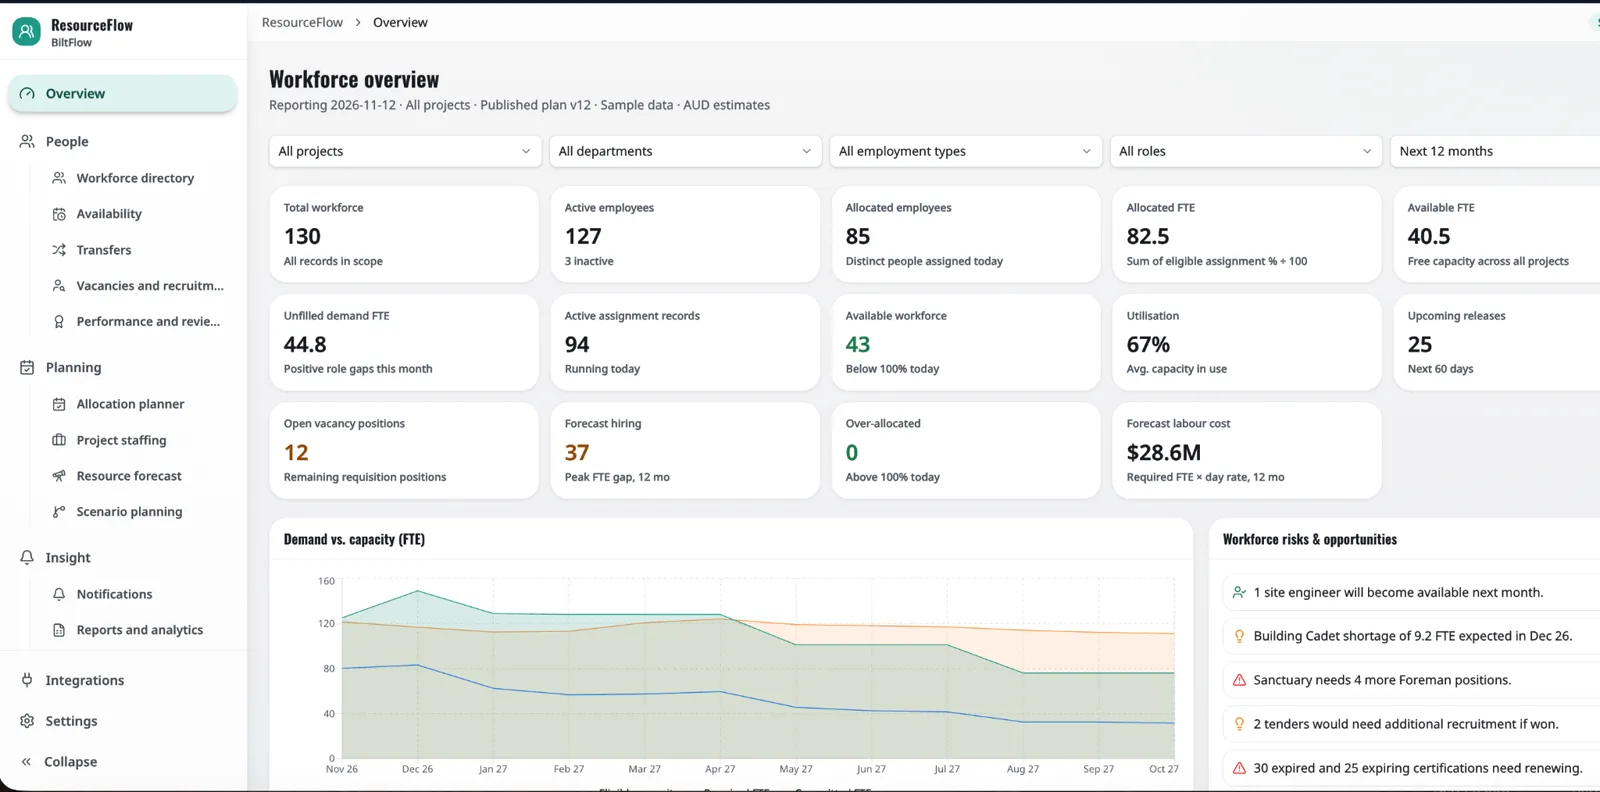 ResourceFlow
BiltFlow
Overview
People
Workforce directory
Availability
Transfers
Vacancies and recruitm...
Performance and revie...
Planning
Allocation planner
Project staffing
Resource forecast
Scenario planning
Insight
Notifications
Reports and analytics
Integrations
Settings
Collapse
ResourceFlow > Overview
Workforce overview
Reporting 2026-11-12 · All projects · Published plan v12 · Sample data · AUD estimates
All projects
All departments
All employment types
All roles
Next 12 months
Total workforce
130
All records in scope
Active employees
127
3 inactive
Allocated employees
85
Distinct people assigned today
Allocated FTE
82.5
Sum of eligible assignment % ÷ 100
Available FTE
40.5
Free capacity across all projects
Unfilled demand FTE
44.8
Positive role gaps this month
Active assignment records
94
Running today
Available workforce
43
Below 100% today
Utilisation
67%
Avg. capacity in use
Upcoming releases
25
Next 60 days
Open vacancy positions
12
Remaining requisition positions
Forecast hiring
37
Peak FTE gap, 12 mo
Over-allocated
0
Above 100% today
Forecast labour cost
$28.6M
Required FTE × day rate, 12 mo
Demand vs. capacity (FTE)
160
120
80
40
0
Nov 26 Dec 26 Jan 27 Feb 27 Mar 27 Apr 27 May 27 Jun 27 Jul 27 Aug 27 Sep 27 Oct 27
Workforce risks & opportunities
1 site engineer will become available next month.
Building Cadet shortage of 9.2 FTE expected in Dec 26.
Sanctuary needs 4 more Foreman positions.
2 tenders would need additional recruitment if won.
30 expired and 25 expiring certifications need renewing.